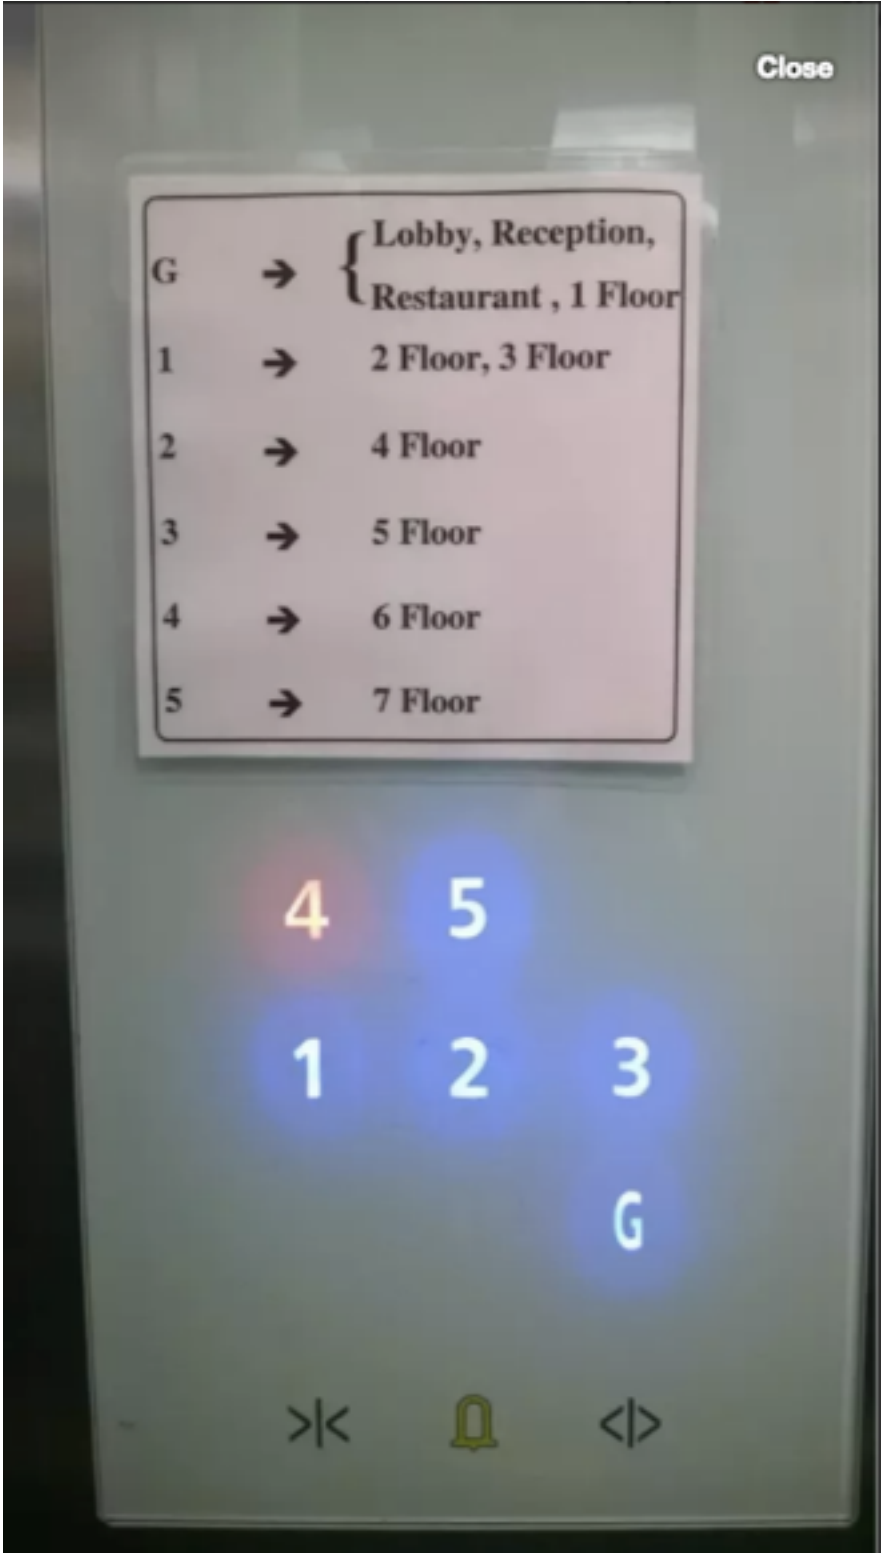 Close
G → { Lobby, Reception,
Restaurant , 1 Floor
1 → 2 Floor, 3 Floor
2 → 4 Floor
3 → 5 Floor
4 → 6 Floor
5 → 7 Floor
4 5
1 2 3
G
>|< <|>